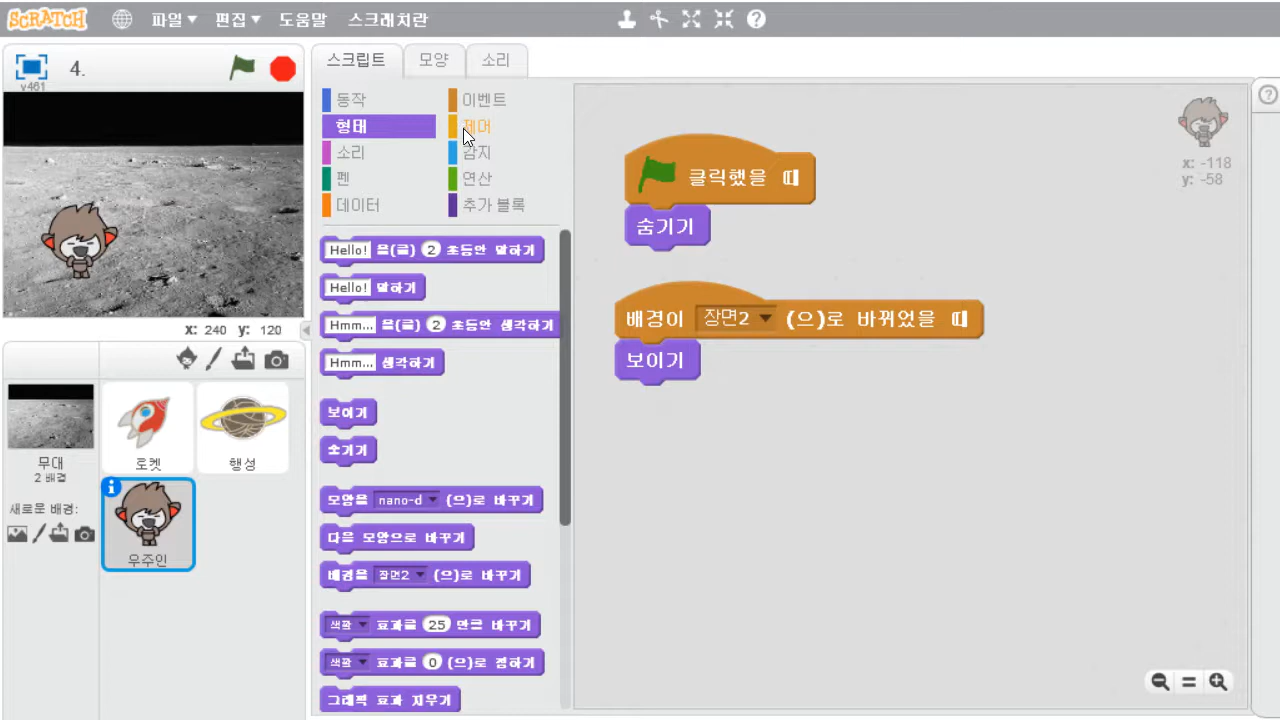 SCRATCH 파일 편집 도움말 스크래치란
4.
v461
x: 240 y: 120
무대
2 배경
새로운 배경:
로켓
행성
우주인
스크립트 모양 소리
동작 이벤트
형태 제어
소리 감지
펜 연산
데이터 추가 블록
Hello! 을(를) 2 초동안 말하기
Hello! 말하기
Hmm... 을(를) 2 초동안 생각하기
Hmm... 생각하기
보이기
숨기기
모양을 nano-d (으)로 바꾸기
다음 모양으로 바꾸기
배경을 장면2 (으)로 바꾸기
색깔 효과를 25 만큼 바꾸기
색깔 효과를 0 (으)로 정하기
그래픽 효과 지우기
클릭했을 때
숨기기
배경이 장면2 (으)로 바뀌었을 때
보이기
x: -118
y: -58